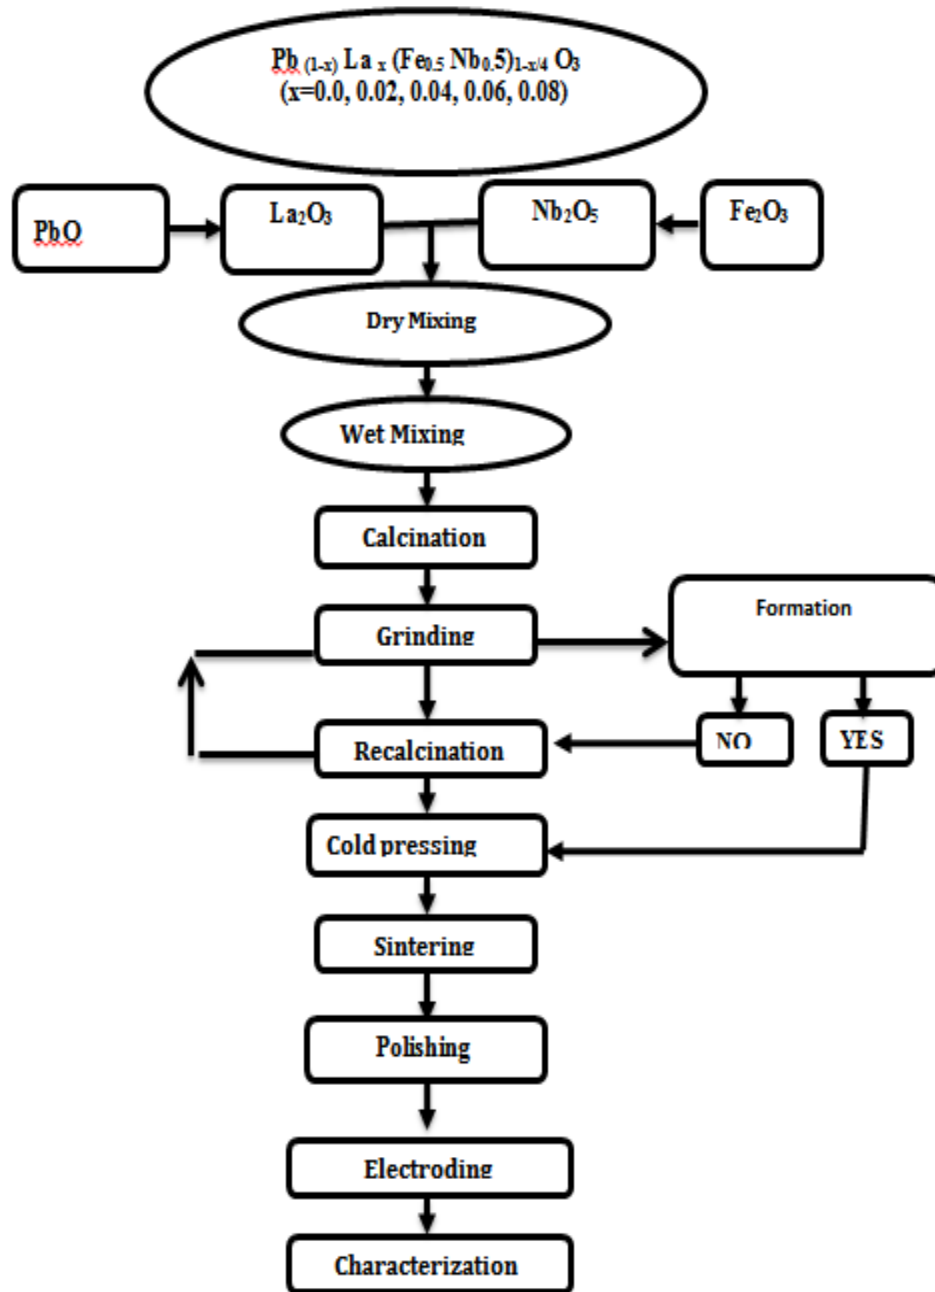 Pb (1-x) La x (Fe0.5 Nb0.5)1-x/4 O3
(x=0.0, 0.02, 0.04, 0.06, 0.08)
PbO
La2O3
Nb2O5
Fe2O3
Dry Mixing
Wet Mixing
Calcination
Grinding
Formation
Recalcination
NO
YES
Cold pressing
Sintering
Polishing
Electroding
Characterization